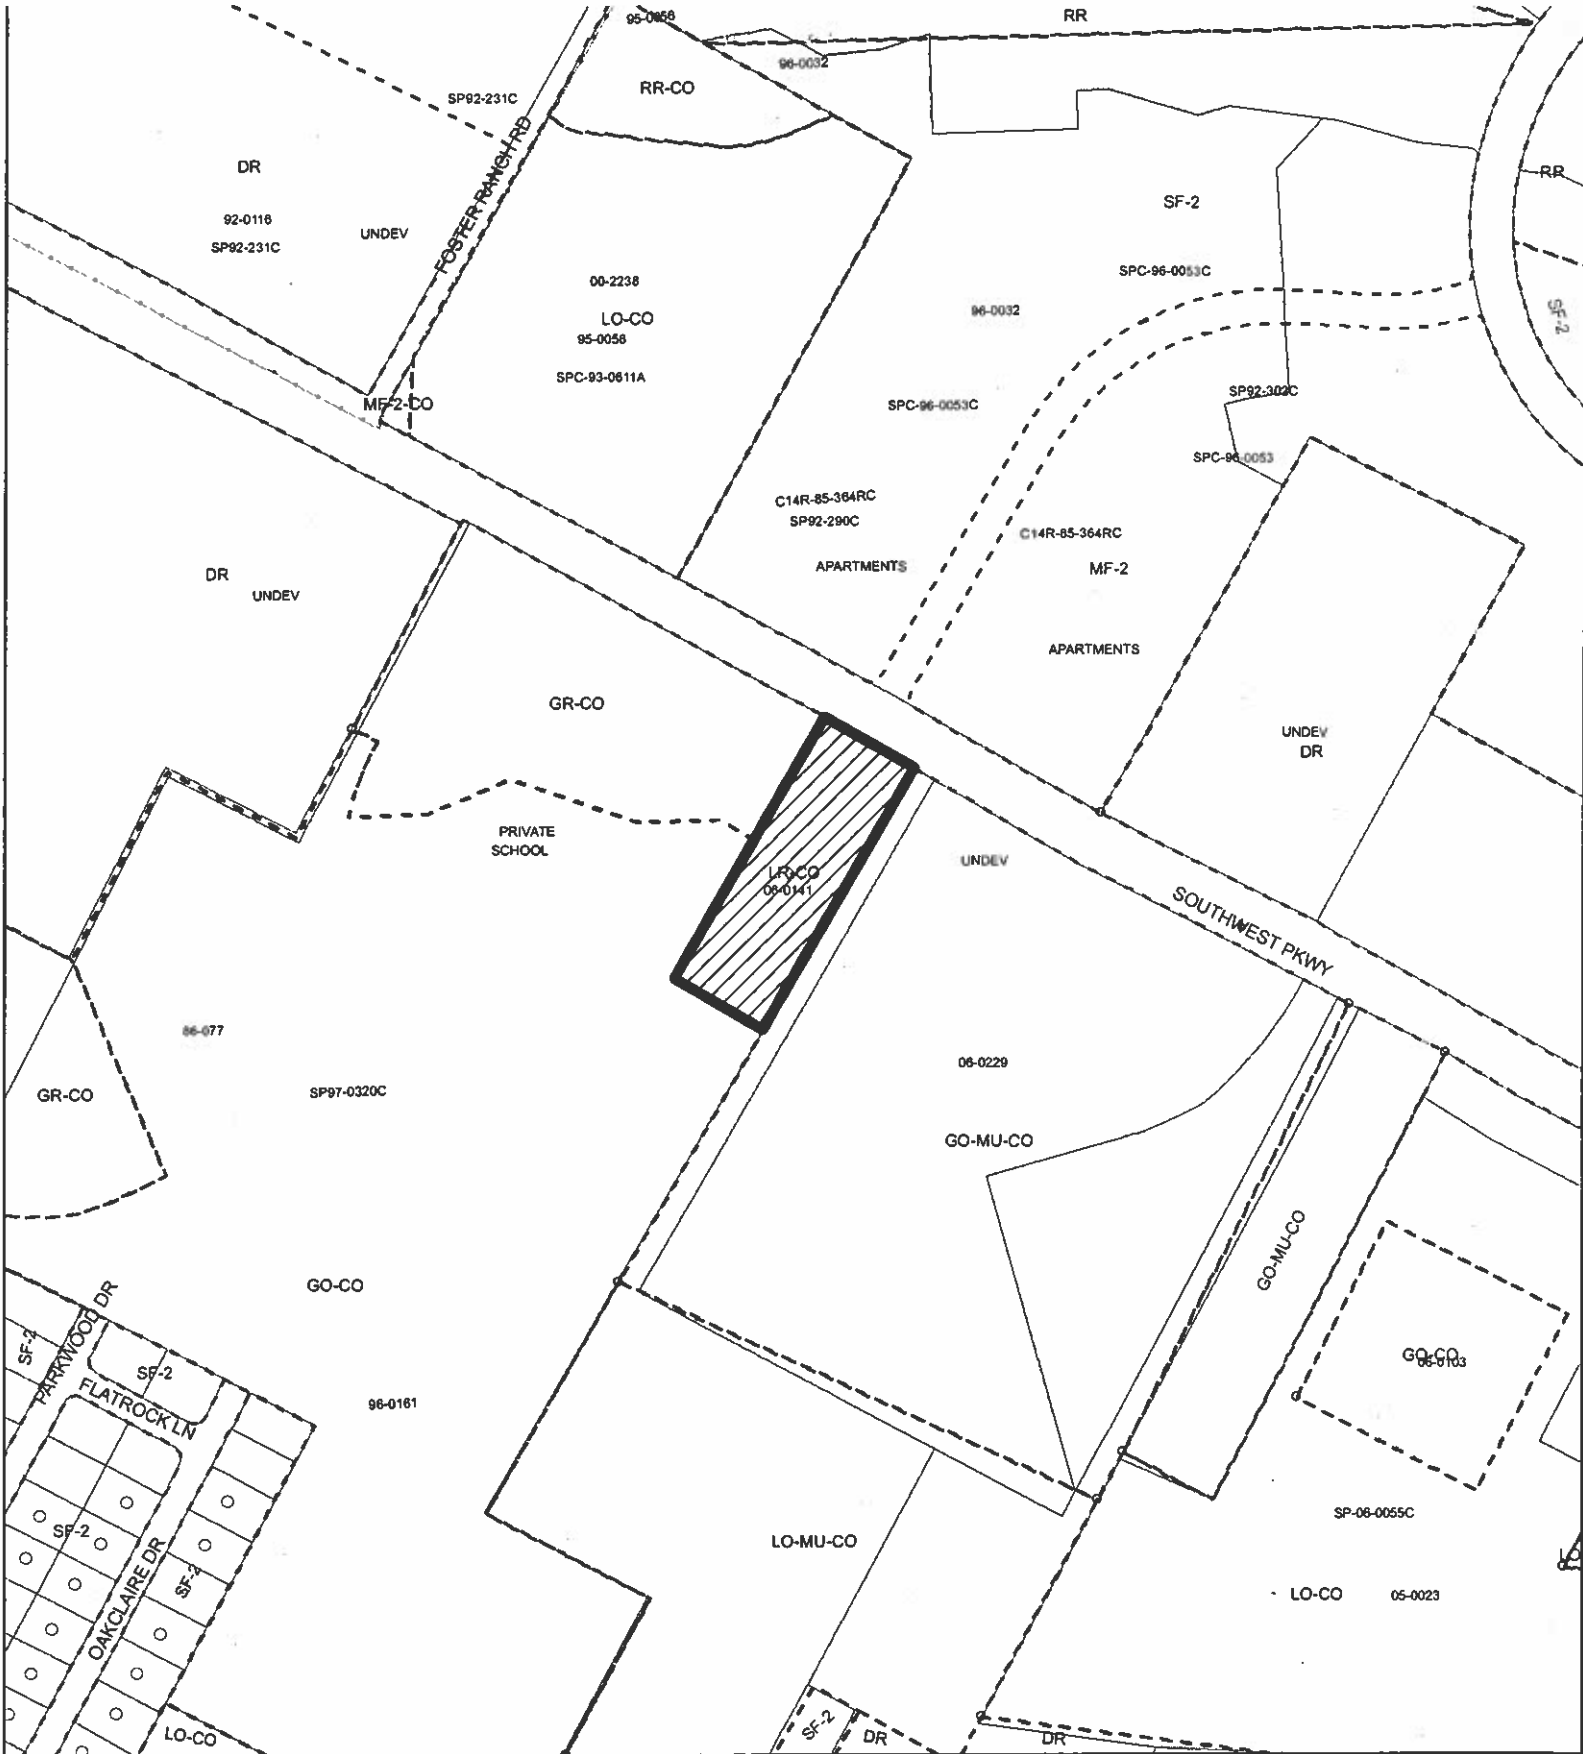 95-0056
RR
96-0032
RR-CO
SP92-231C
FOSTER RANCH RD
DR
RR
SF-2
92-0116
UNDEV
SP92-231C
SPC-96-0053C
00-2238
96-0032
LO-CO
SF-2
95-0056
SPC-93-0611A
SP92-302C
MF-2-CO
SPC-96-0053C
SPC-96-0053
C14R-85-364RC
SP92-290C
C14R-85-364RC
APARTMENTS
MF-2
DR
UNDEV
APARTMENTS
GR-CO
UNDEV
DR
PRIVATE
SCHOOL
UNDEV
LR-CO
06-0141
SOUTHWEST PKWY
86-077
06-0229
GR-CO
SP97-0320C
GO-MU-CO
GO-MU-CO
GO-CO
PARKWOOD DR
SF-2
GO-CO
06-0103
SF-2
FLATROCK LN
96-0161
SP-06-0055C
SF-2
LO-MU-CO
OAKCLAIRE DR
SF-2
LO
LO-CO
05-0023
SF-2
LO-CO
DR
DR